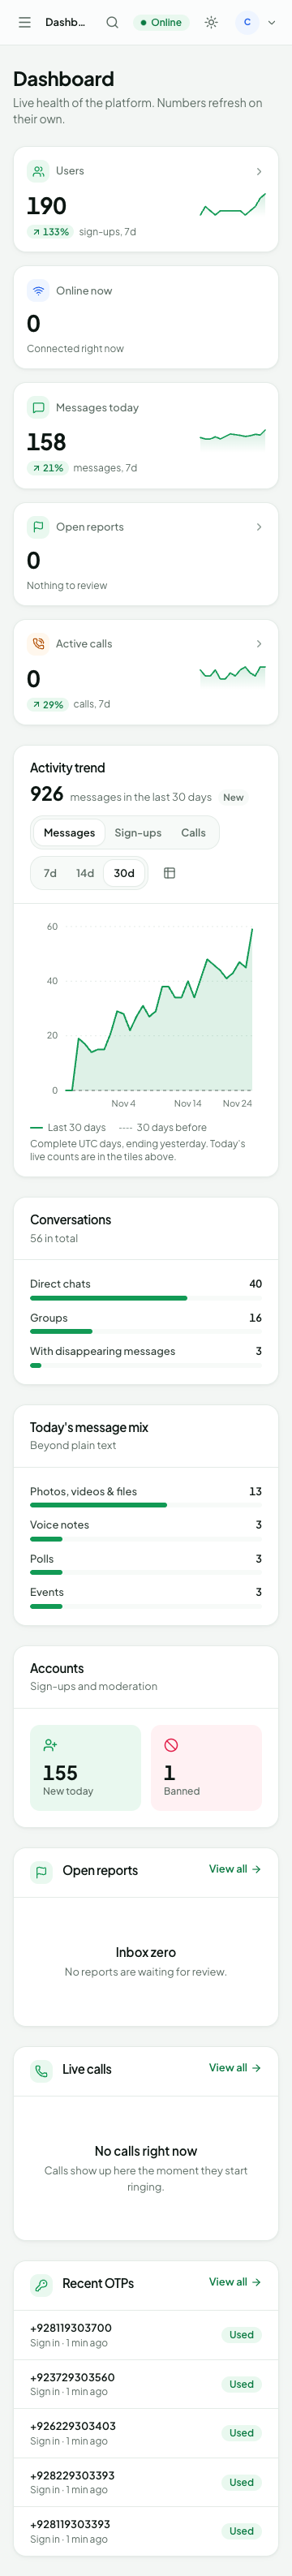 Dashb...
Online
C
Dashboard
Live health of the platform. Numbers refresh on
their own.
Users
190
133% sign-ups, 7d
Online now
0
Connected right now
Messages today
158
21% messages, 7d
Open reports
0
Nothing to review
Active calls
0
29% calls, 7d
Activity trend
926 messages in the last 30 days New
Messages Sign-ups Calls
7d 14d 30d
60
40
20
0
Nov 4 Nov 14 Nov 24
Last 30 days 30 days before
Complete UTC days, ending yesterday. Today's
live counts are in the tiles above.
Conversations
56 in total
Direct chats 40
Groups 16
With disappearing messages 3
Today's message mix
Beyond plain text
Photos, videos & files 13
Voice notes 3
Polls 3
Events 3
Accounts
Sign-ups and moderation
155
New today
1
Banned
Open reports View all →
Inbox zero
No reports are waiting for review.
Live calls View all →
No calls right now
Calls show up here the moment they start
ringing.
Recent OTPs View all →
+928119303700
Sign in · 1 min ago
Used
+923729303560
Sign in · 1 min ago
Used
+926229303403
Sign in · 1 min ago
Used
+928229303393
Sign in · 1 min ago
Used
+928119303393
Sign in · 1 min ago
Used